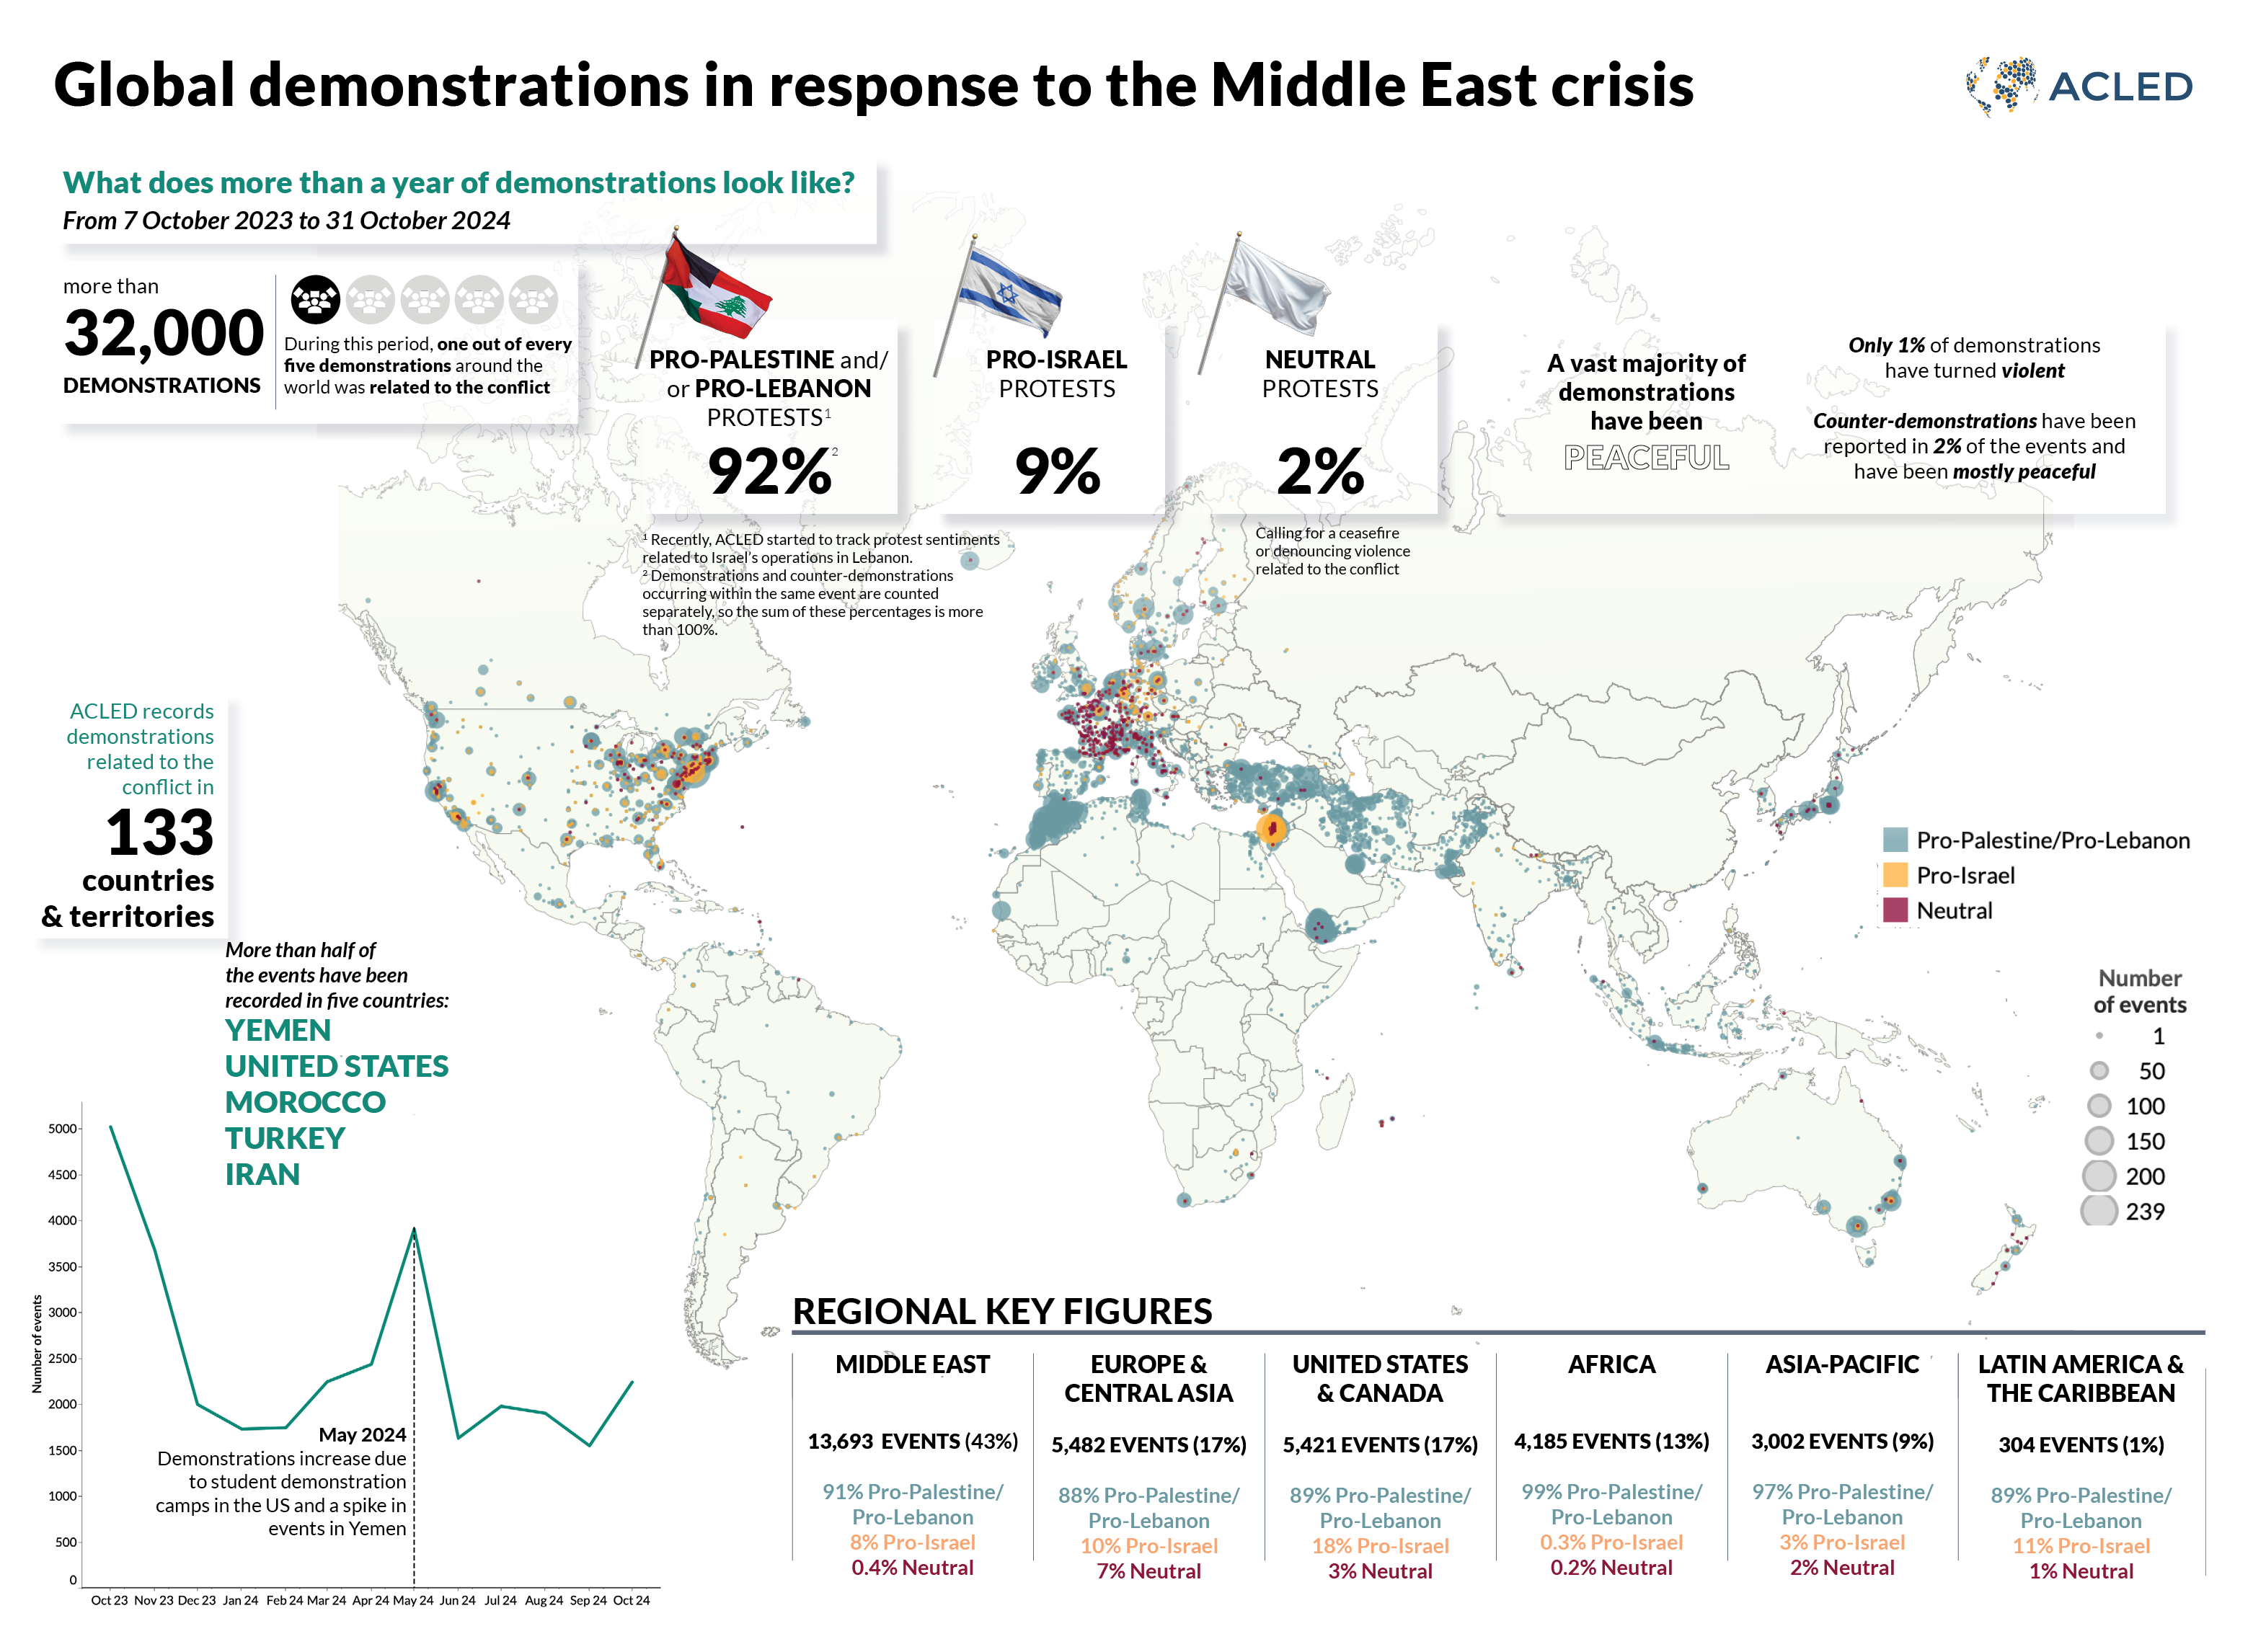 Global demonstrations in response to the Middle East crisis
ACLED
What does more than a year of demonstrations look like?
From 7 October 2023 to 31 October 2024
more than
32,000
DEMONSTRATIONS
During this period, one out of every
five demonstrations around the
world was related to the conflict
PRO-PALESTINE and/
or PRO-LEBANON
PROTESTS¹
92%²
PRO-ISRAEL
PROTESTS
9%
NEUTRAL
PROTESTS
2%
A vast majority of
demonstrations
have been
PEACEFUL
Only 1% of demonstrations
have turned violent
Counter-demonstrations have been
reported in 2% of the events and
have been mostly peaceful
¹ Recently, ACLED started to track protest sentiments
related to Israel's operations in Lebanon.
² Demonstrations and counter-demonstrations
occurring within the same event are counted
separately, so the sum of these percentages is more
than 100%.
Calling for a ceasefire
or denouncing violence
related to the conflict
ACLED records
demonstrations
related to the
conflict in
133
countries
& territories
More than half of
the events have been
recorded in five countries:
YEMEN
UNITED STATES
MOROCCO
TURKEY
IRAN
Pro-Palestine/Pro-Lebanon
Pro-Israel
Neutral
Number
of events
1
50
100
150
200
239
Number of events
5000
4500
4000
3500
3000
2500
2000
1500
1000
500
0
May 2024
Demonstrations increase due
to student demonstration
camps in the US and a spike in
events in Yemen
Oct 23 Nov 23 Dec 23 Jan 24 Feb 24 Mar 24 Apr 24 May 24 Jun 24 Jul 24 Aug 24 Sep 24 Oct 24
REGIONAL KEY FIGURES
MIDDLE EAST
13,693 EVENTS (43%)
91% Pro-Palestine/
Pro-Lebanon
8% Pro-Israel
0.4% Neutral
EUROPE &
CENTRAL ASIA
5,482 EVENTS (17%)
88% Pro-Palestine/
Pro-Lebanon
10% Pro-Israel
7% Neutral
UNITED STATES
& CANADA
5,421 EVENTS (17%)
89% Pro-Palestine/
Pro-Lebanon
18% Pro-Israel
3% Neutral
AFRICA
4,185 EVENTS (13%)
99% Pro-Palestine/
Pro-Lebanon
0.3% Pro-Israel
0.2% Neutral
ASIA-PACIFIC
3,002 EVENTS (9%)
97% Pro-Palestine/
Pro-Lebanon
3% Pro-Israel
2% Neutral
LATIN AMERICA &
THE CARIBBEAN
304 EVENTS (1%)
89% Pro-Palestine/
Pro-Lebanon
11% Pro-Israel
1% Neutral